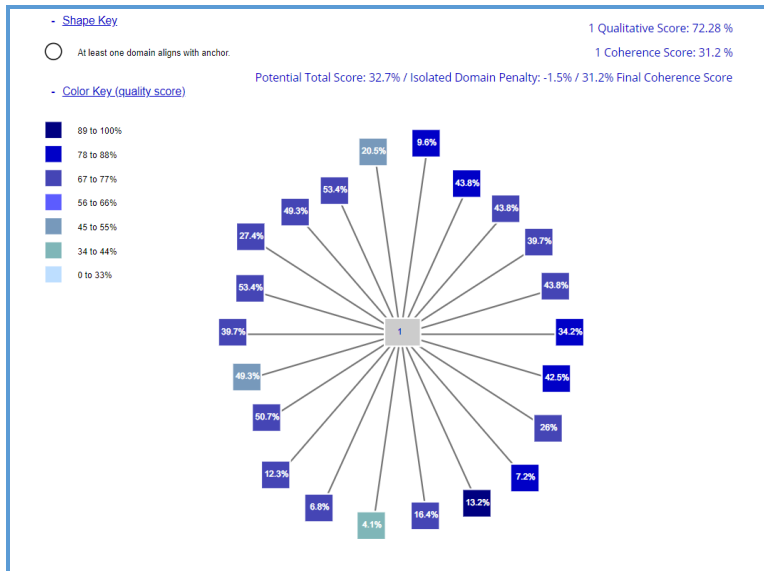 - Shape Key
At least one domain aligns with anchor.
- Color Key (quality score)
89 to 100%
78 to 88%
67 to 77%
56 to 66%
45 to 55%
34 to 44%
0 to 33%
1 Qualitative Score: 72.28 %
1 Coherence Score: 31.2 %
Potential Total Score: 32.7% / Isolated Domain Penalty: -1.5% / 31.2% Final Coherence Score
9.6%
20.5%
43.8%
53.4%
43.8%
49.3%
27.4%
39.7%
53.4%
43.8%
39.7%
1
34.2%
49.3%
42.5%
50.7%
26%
12.3%
7.2%
6.8%
13.2%
16.4%
4.1%